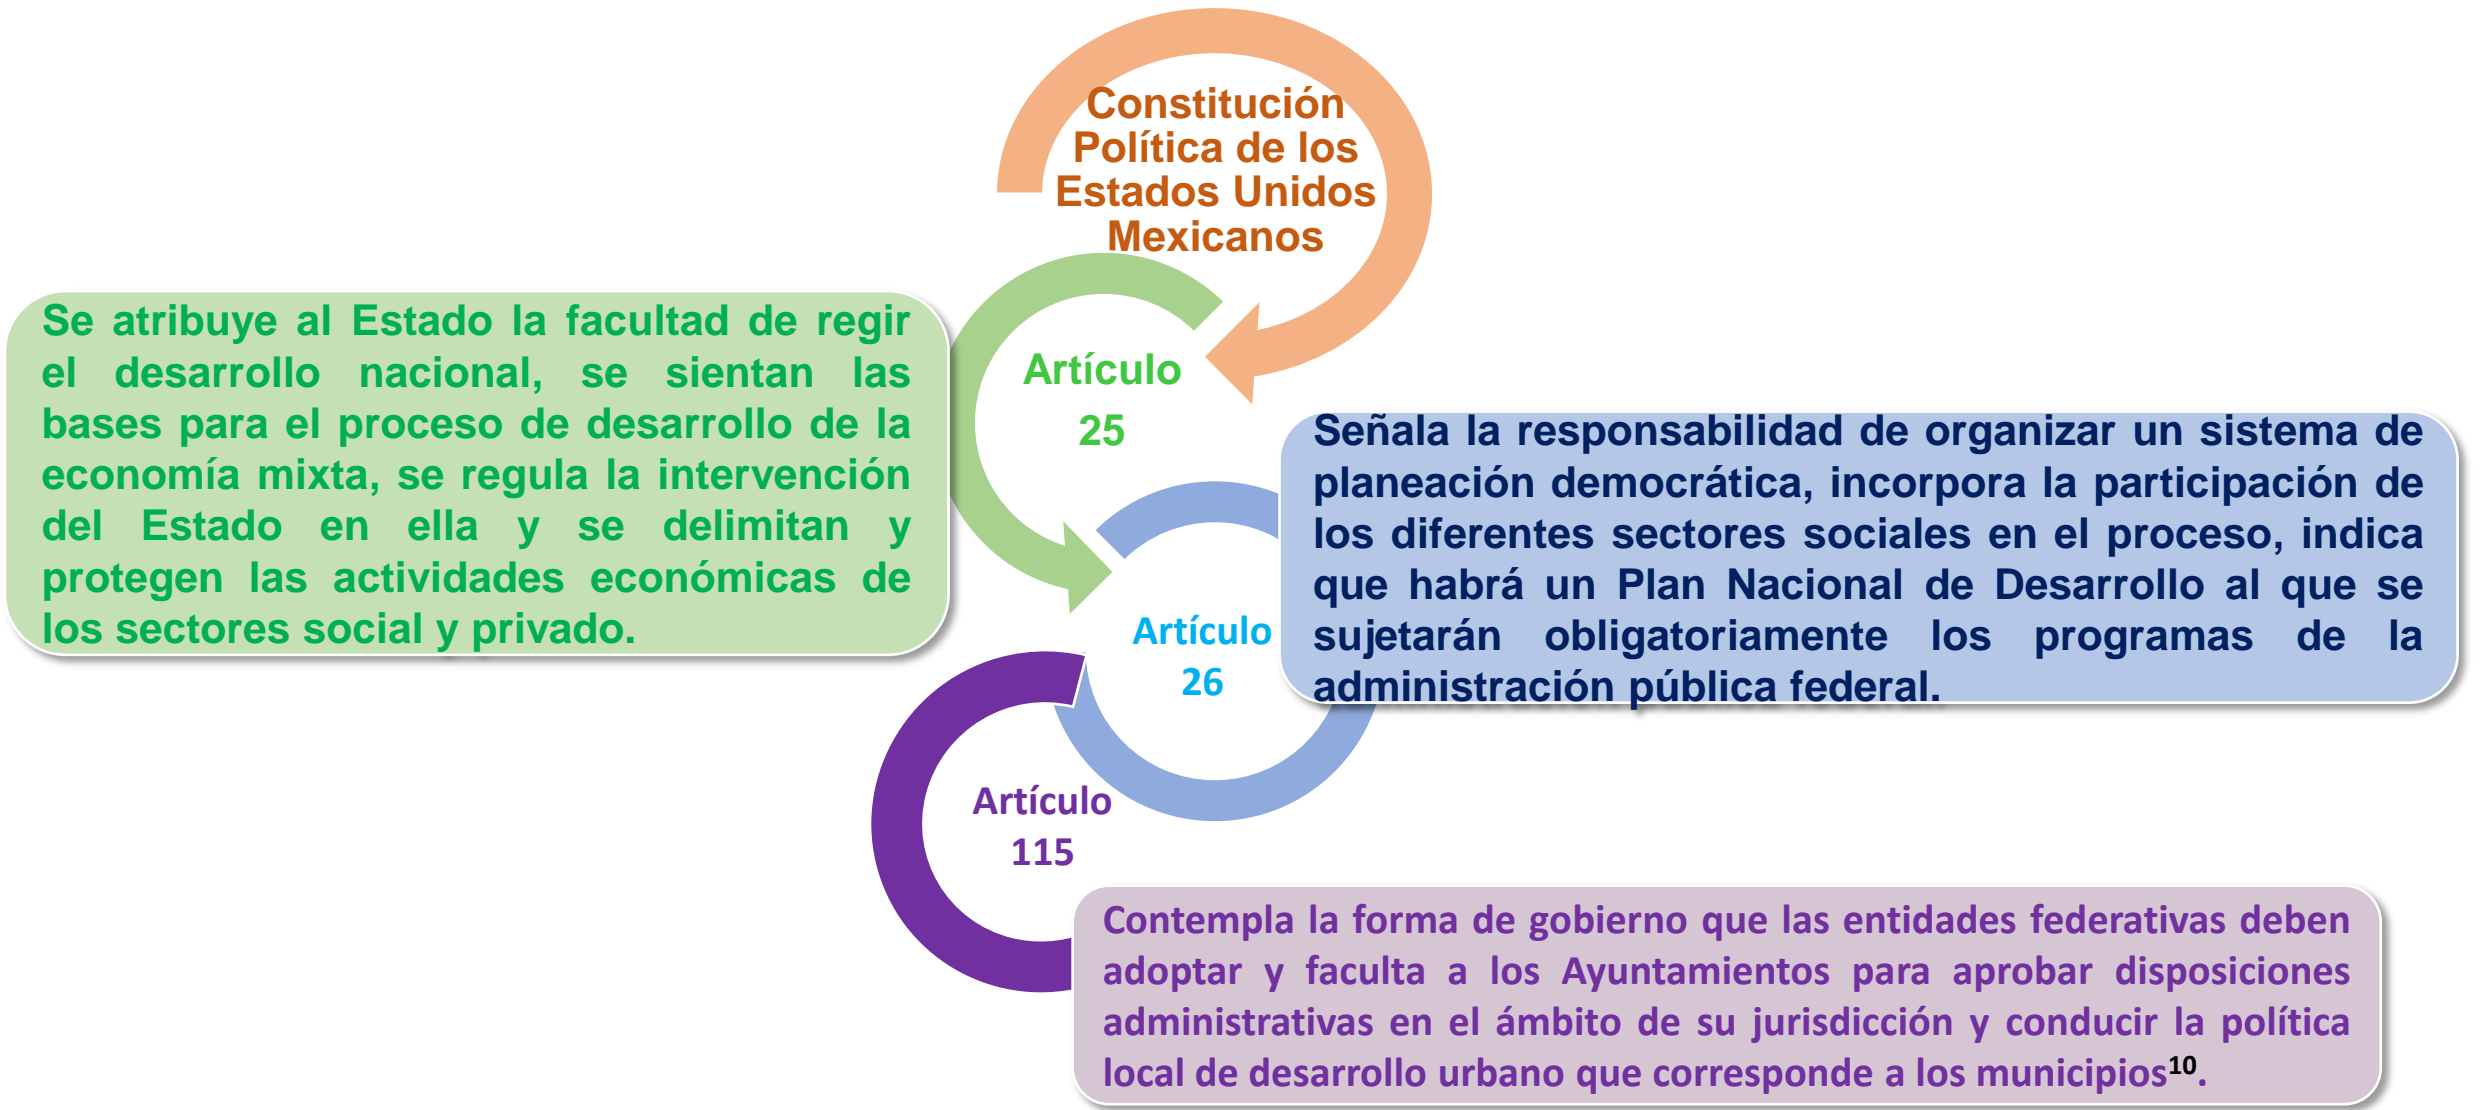 Constitución
Política de los
Estados Unidos
Mexicanos
Artículo
25
Se atribuye al Estado la facultad de regir
el desarrollo nacional, se sientan las
bases para el proceso de desarrollo de la
economía mixta, se regula la intervención
del Estado en ella y se delimitan y
protegen las actividades económicas de
los sectores social y privado.
Artículo
26
Señala la responsabilidad de organizar un sistema de
planeación democrática, incorpora la participación de
los diferentes sectores sociales en el proceso, indica
que habrá un Plan Nacional de Desarrollo al que se
sujetarán obligatoriamente los programas de la
administración pública federal.
Artículo
115
Contempla la forma de gobierno que las entidades federativas deben
adoptar y faculta a los Ayuntamientos para aprobar disposiciones
administrativas en el ámbito de su jurisdicción y conducir la política
local de desarrollo urbano que corresponde a los municipios¹⁰.